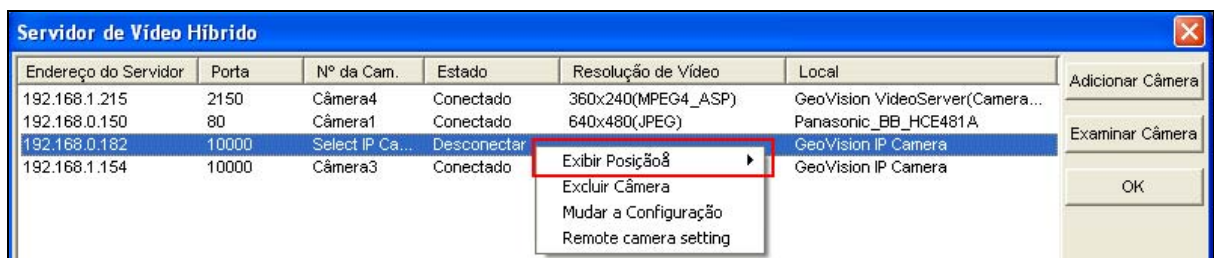 Servidor de Vídeo Híbrido
Endereço do Servidor Porta Nº da Cam. Estado Resolução de Vídeo Local
Adicionar Câmera
192.168.1.215 2150 Câmera4 Conectado 360x240(MPEG4_ASP) GeoVision VideoServer(Camera...
192.168.0.150 80 Câmera1 Conectado 640x480(JPEG) Panasonic_BB_HCE481A
Examinar Câmera
192.168.0.182 10000 Select IP Ca... Desconectar GeoVision IP Camera
192.168.1.154 10000 Câmera3 Conectado GeoVision IP Camera
Exibir Posiçãoå
Excluir Câmera
OK
Mudar a Configuração
Remote camera setting